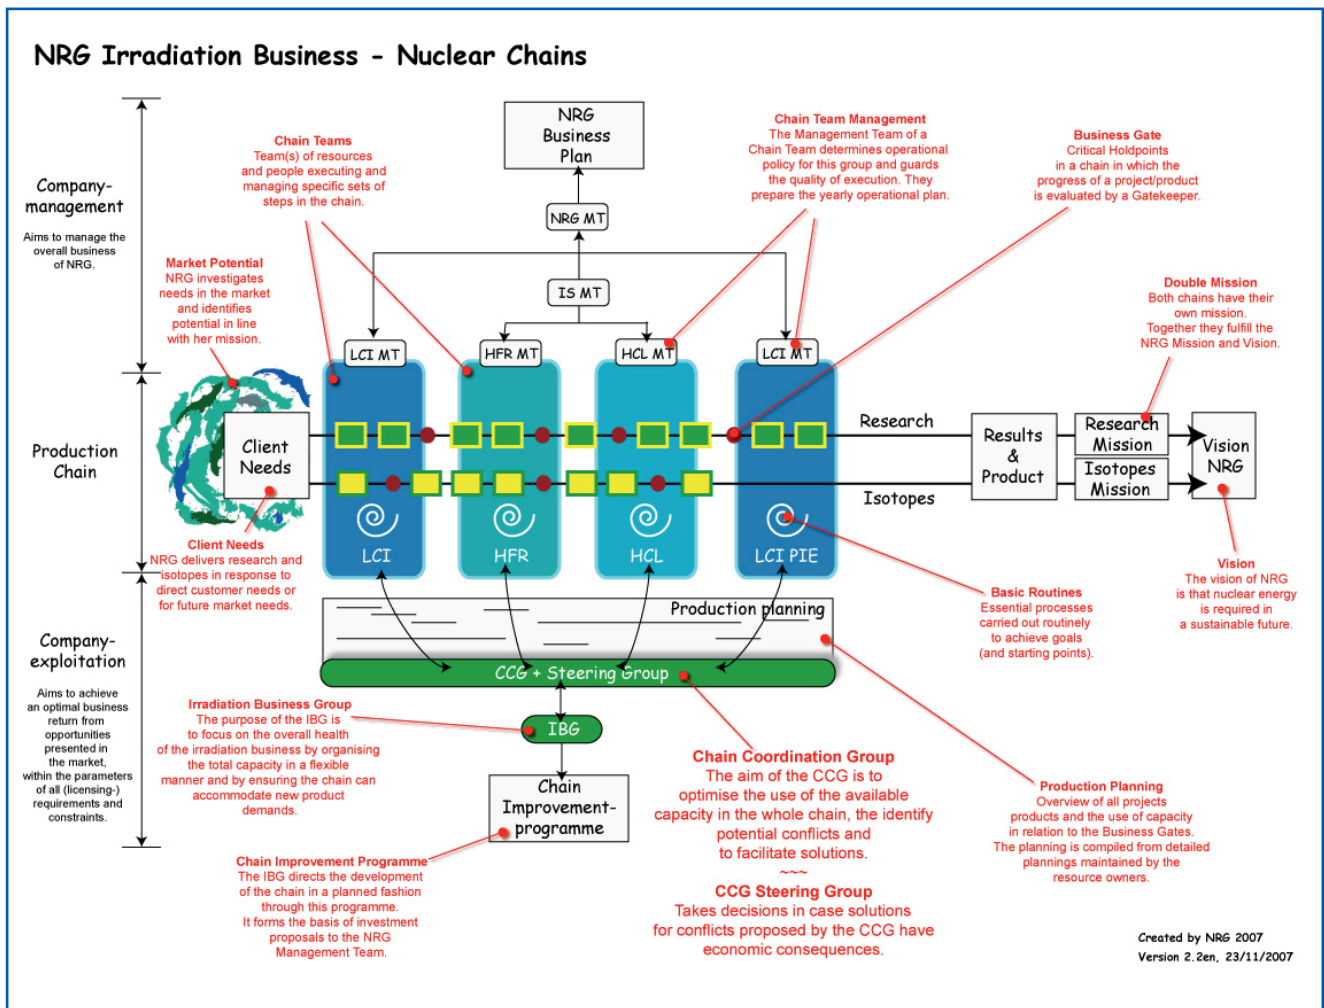 NRG Irradiation Business - Nuclear Chains
NRG
Business
Plan
Chain Teams
Team(s) of resources
and people executing and
managing specific sets of
steps in the chain.
Chain Team Management
The Management Team of a
Chain Team determines operational
policy for this group and guards
the quality of execution. They
prepare the yearly operational plan.
Business Gate
Critical Holdpoints
in a chain in which the
progress of a project/product
is evaluated by a Gatekeeper.
Company-
management
Aims to manage the
overall business
of NRG.
NRG MT
Market Potential
NRG investigates
needs in the market
and identifies
potential in line
with her mission.
IS MT
Double Mission
Both chains have their
own mission.
Together they fulfill the
NRG Mission and Vision.
LCI MT
HFR MT
HCL MT
LCI MT
Production
Chain
Client
Needs
Research
Isotopes
Results
&
Product
Research
Mission
Isotopes
Mission
Vision
NRG
LCI
HFR
HCL
LCI PIE
Client Needs
NRG delivers research and
isotopes in response to
direct customer needs or
for future market needs.
Basic Routines
Essential processes
carried out routinely
to achieve goals
(and starting points).
Vision
The vision of NRG
is that nuclear energy
is required in
a sustainable future.
Production planning
CCG + Steering Group
Company-
exploitation
Aims to achieve
an optimal business
return from
opportunities
presented in
the market,
within the parameters
of all (licensing-)
requirements and
constraints.
Irradiation Business Group
The purpose of the IBG is
to focus on the overall health
of the irradiation business by organising
the total capacity in a flexible
manner and by ensuring the chain can
accommodate new product
demands.
IBG
Chain
Improvement-
programme
Chain Coordination Group
The aim of the CCG is to
optimise the use of the available
capacity in the whole chain, the identify
potential conflicts and
to facilitate solutions.
~~~
CCG Steering Group
Takes decisions in case solutions
for conflicts proposed by the CCG have
economic consequences.
Production Planning
Overview of all projects
products and the use of capacity
in relation to the Business Gates.
The planning is compiled from detailed
plannings maintained by the
resource owners.
Chain Improvement Programme
The IBG directs the development
of the chain in a planned fashion
through this programme.
It forms the basis of investment
proposals to the NRG
Management Team.
Created by NRG 2007
Version 2.2en, 23/11/2007